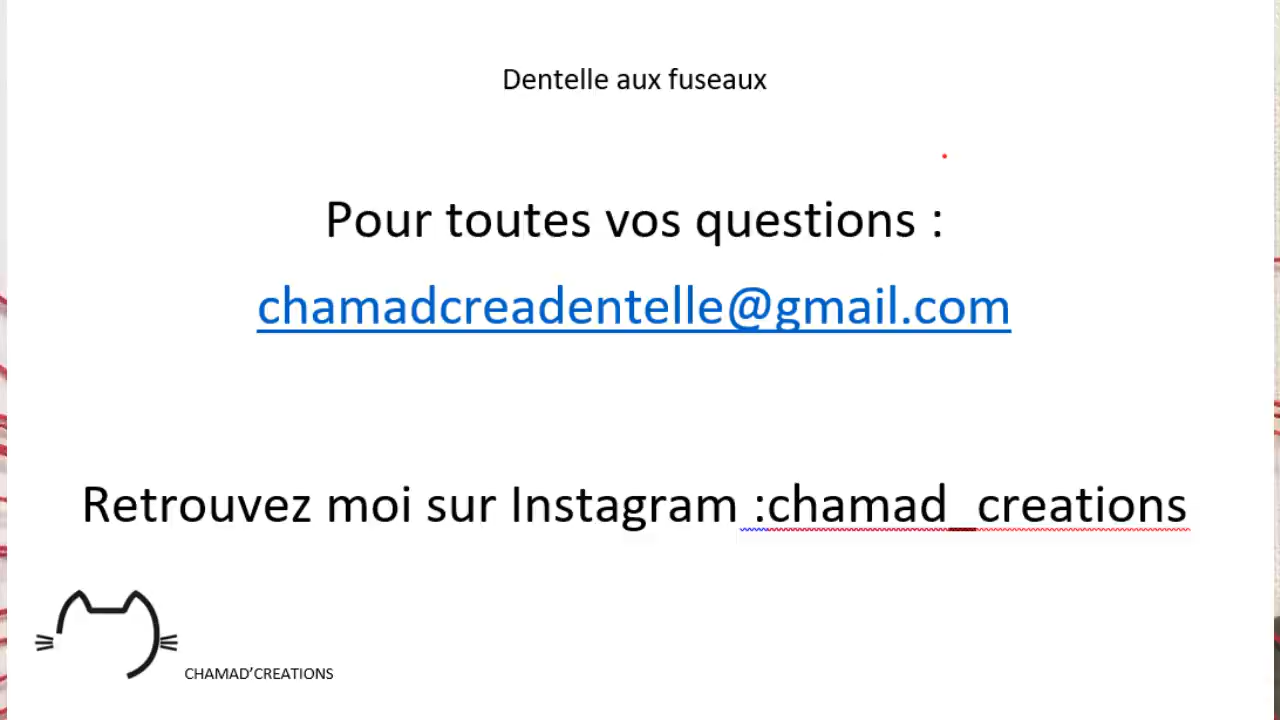 Dentelle aux fuseaux
Pour toutes vos questions :
chamadcreadentelle@gmail.com
Retrouvez moi sur Instagram :chamad_creations
CHAMAD’CREATIONS